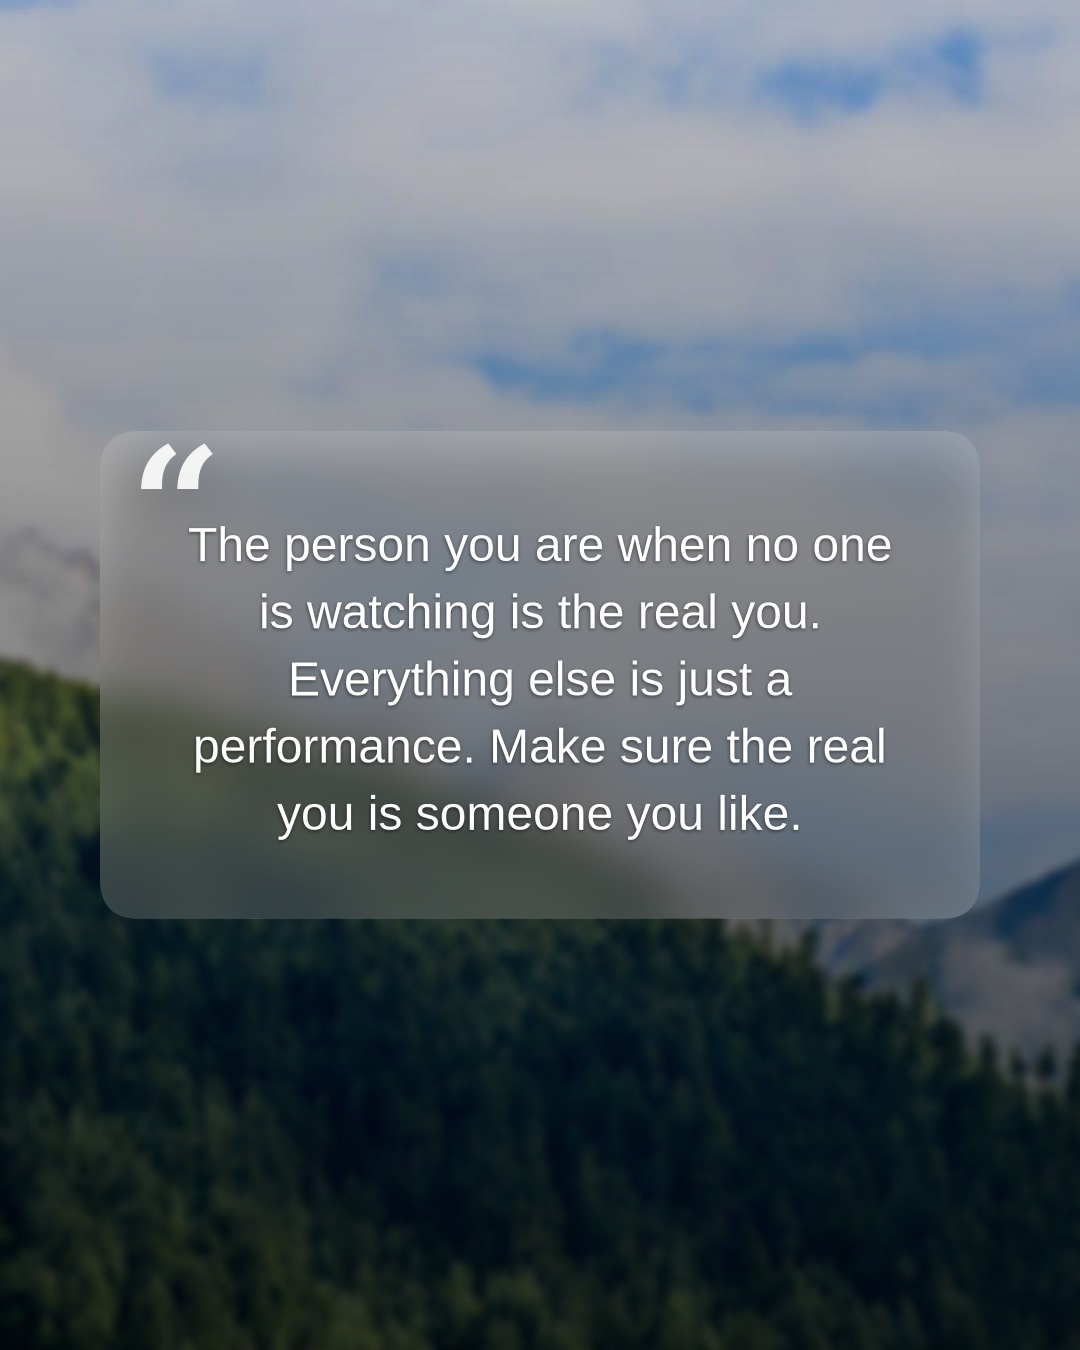 “
The person you are when no one
is watching is the real you.
Everything else is just a
performance. Make sure the real
you is someone you like.